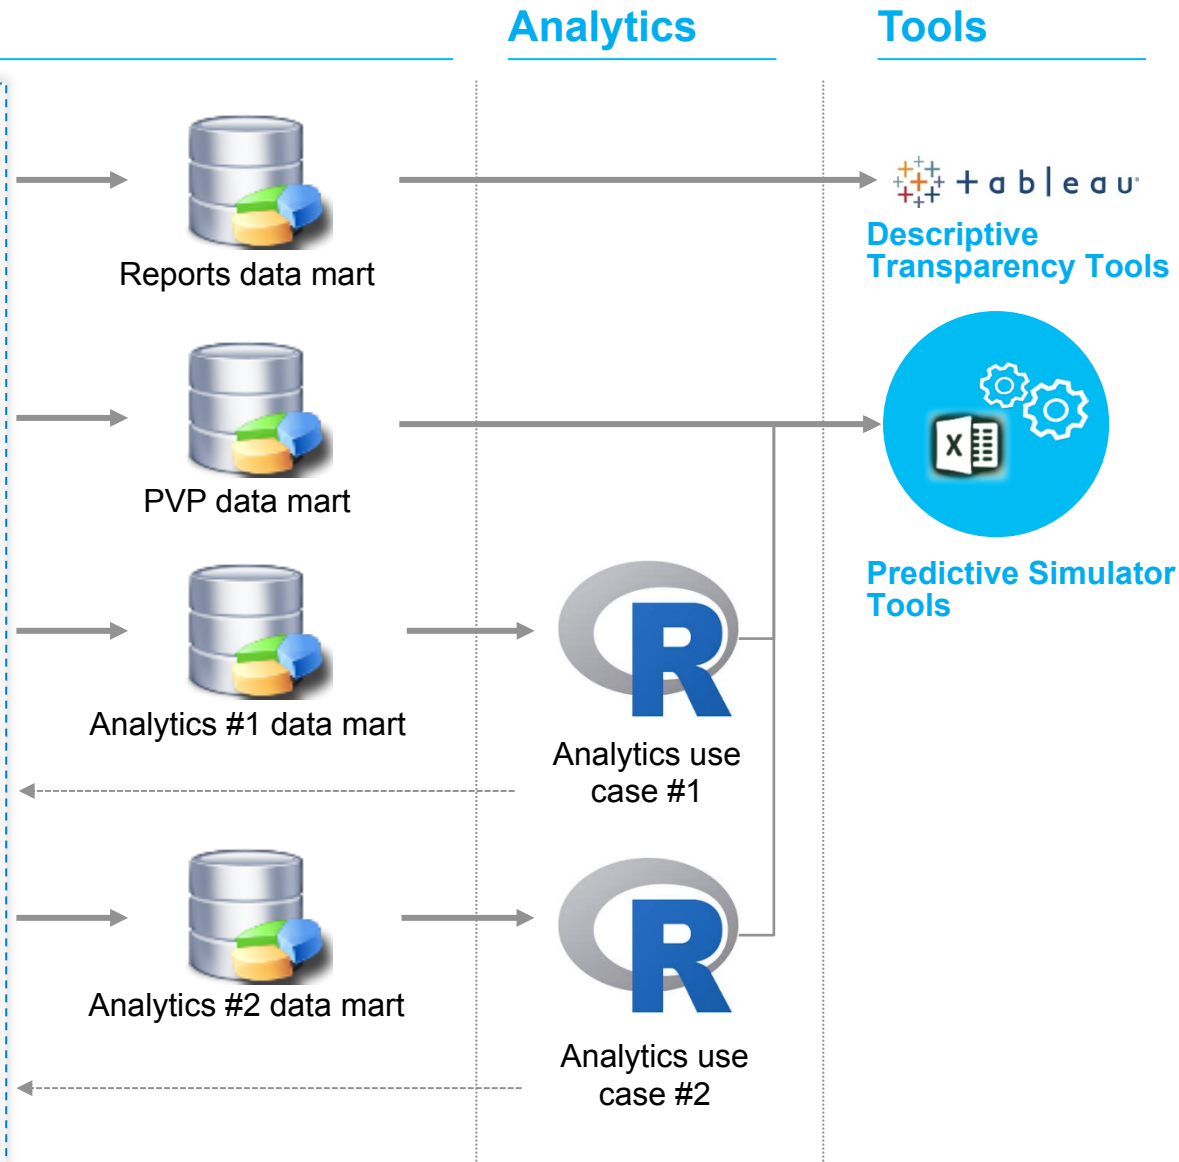 Analytics
Tools
+ableau
Reports data mart
Descriptive
Transparency Tools
PVP data mart
X
Predictive Simulator
Tools
R
Analytics #1 data mart
Analytics use
case #1
R
Analytics #2 data mart
Analytics use
case #2